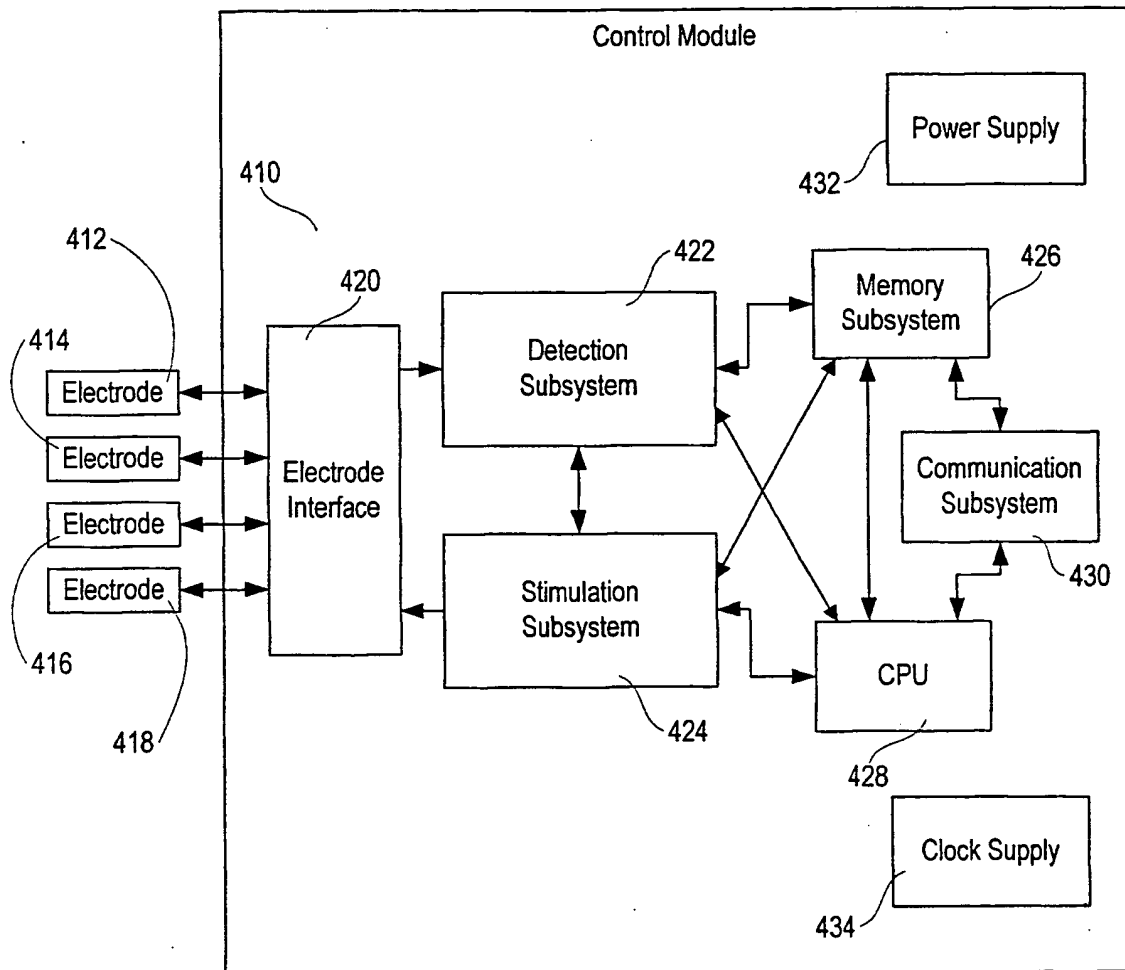 Control Module
Power Supply
432
410
412
420
422
426
Memory
Subsystem
414
Detection
Subsystem
Electrode
Electrode
Electrode
Interface
Communication
Subsystem
Electrode
430
Electrode
Stimulation
Subsystem
416
CPU
418
424
428
Clock Supply
434